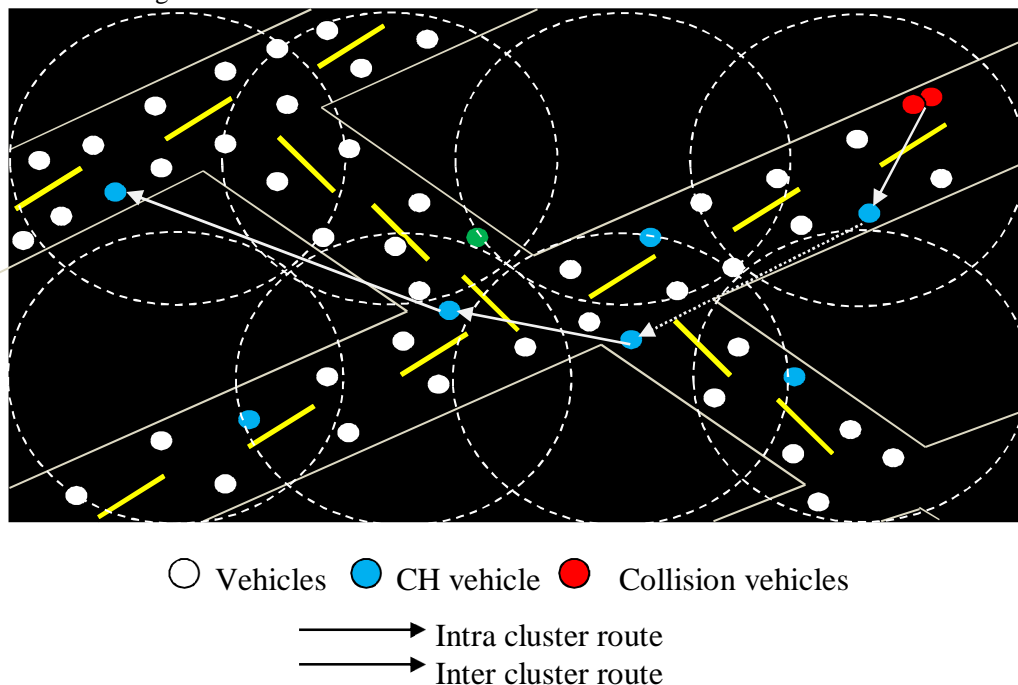 Vehicles CH vehicle Collision vehicles
Intra cluster route
Inter cluster route